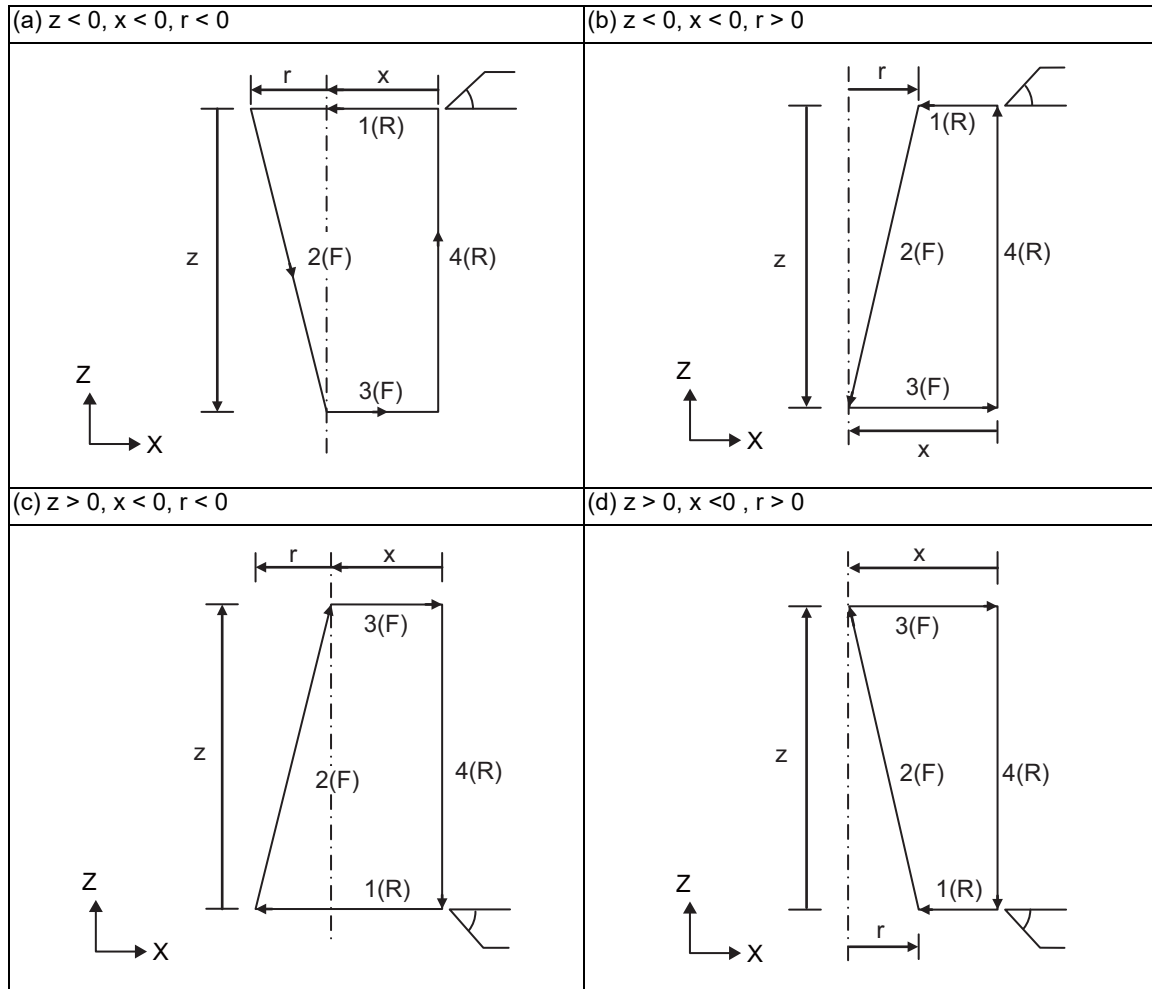 (a) z < 0, x < 0, r < 0
r
x
1(R)
z
2(F)
4(R)
3(F)
Z
X
(b) z < 0, x < 0, r > 0
r
1(R)
z
2(F)
4(R)
3(F)
x
Z
X
(c) z > 0, x < 0, r < 0
r
x
3(F)
z
2(F)
4(R)
1(R)
Z
X
(d) z > 0, x <0 , r > 0
x
3(F)
z
2(F)
4(R)
1(R)
r
Z
X